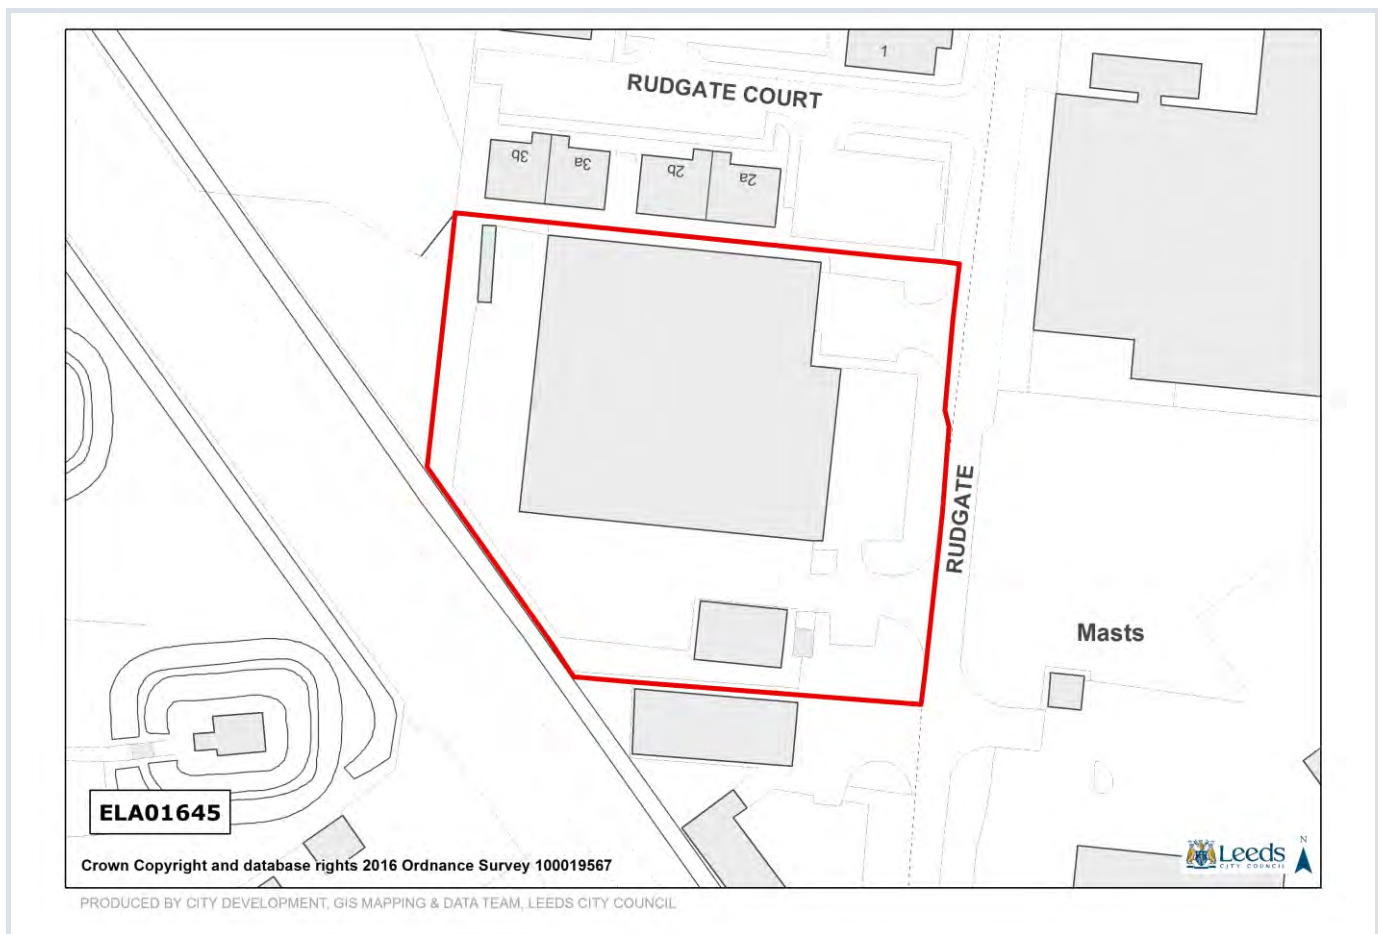 1
RUDGATE COURT
3b
3a
2b
2a
RUDGATE
Masts
ELA01645
N
Leeds
CITY COUNCIL
Crown Copyright and database rights 2016 Ordnance Survey 100019567
PRODUCED BY CITY DEVELOPMENT, GIS MAPPING & DATA TEAM, LEEDS CITY COUNCIL